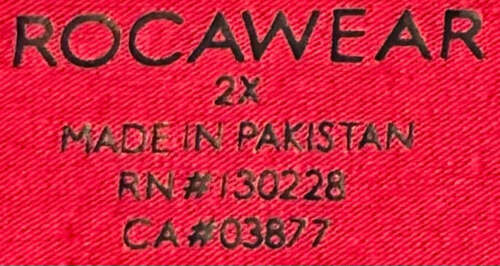 ROCAWEAR
2X
MADE IN PAKISTAN
RN#130228
CA#03877